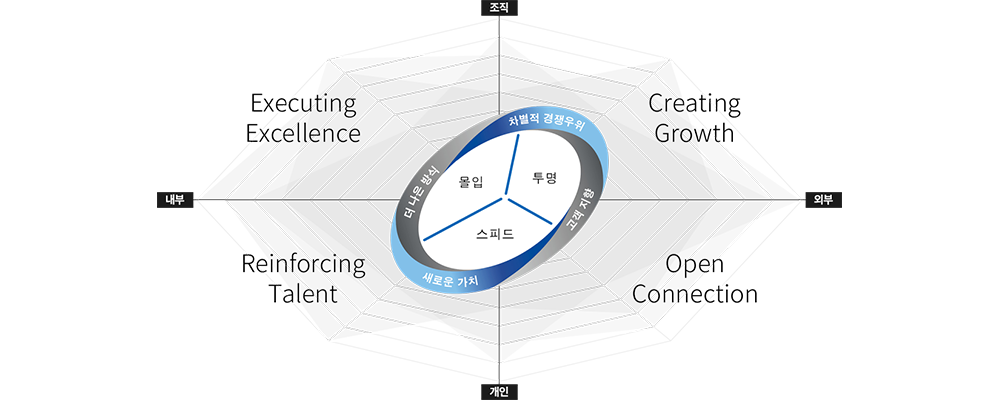 조직
Executing
Excellence
Creating
Growth
차별적 경쟁우위
더 나은 방식
몰입
투명
고객 지향
내부
외부
스피드
새로운 가치
Reinforcing
Talent
Open
Connection
개인